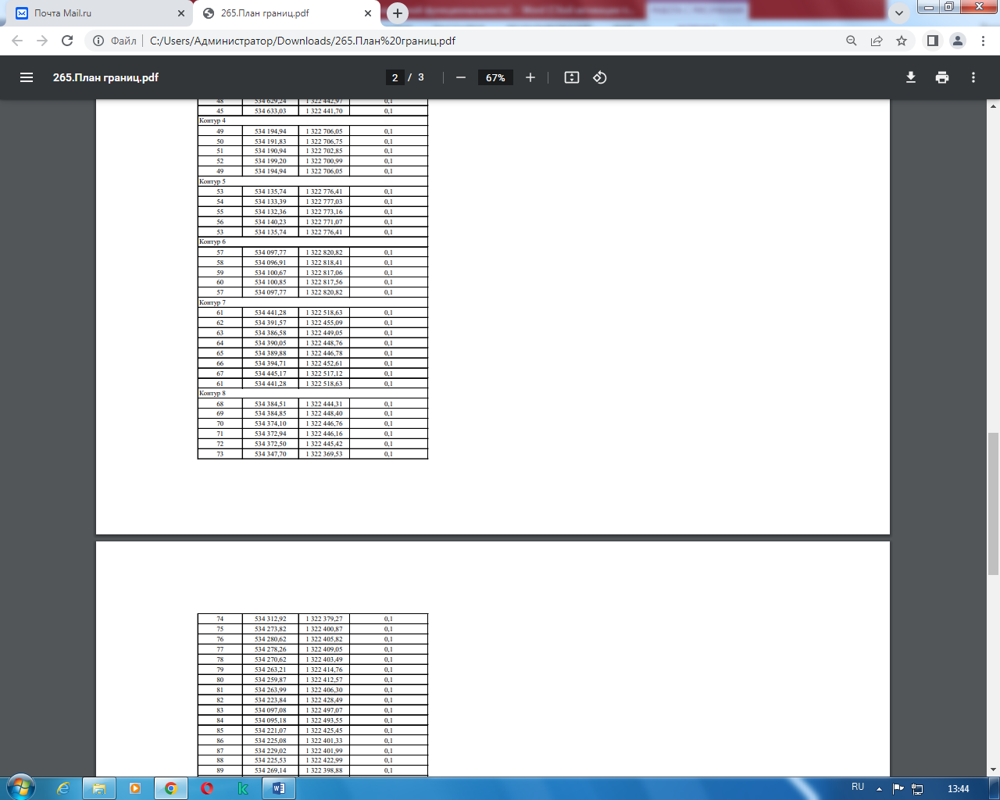 Почта Mail.ru
265.План границ.pdf
Файл
C:/Users/Администратор/Downloads/265.План%20границ.pdf
265.План границ.pdf
2 / 3
67%
48 534 629,24 1 322 442,97 0,1
45 534 633,03 1 322 441,70 0,1
Контур 4
49 534 194,94 1 322 706,05 0,1
50 534 191,83 1 322 706,75 0,1
51 534 190,94 1 322 702,85 0,1
52 534 199,20 1 322 700,99 0,1
49 534 194,94 1 322 706,05 0,1
Контур 5
53 534 135,74 1 322 776,41 0,1
54 534 133,39 1 322 777,03 0,1
55 534 132,36 1 322 773,16 0,1
56 534 140,23 1 322 771,07 0,1
53 534 135,74 1 322 776,41 0,1
Контур 6
57 534 097,77 1 322 820,82 0,1
58 534 096,91 1 322 818,41 0,1
59 534 100,67 1 322 817,06 0,1
60 534 100,85 1 322 817,56 0,1
57 534 097,77 1 322 820,82 0,1
Контур 7
61 534 441,28 1 322 518,63 0,1
62 534 391,57 1 322 455,09 0,1
63 534 386,58 1 322 449,05 0,1
64 534 390,05 1 322 448,76 0,1
65 534 389,88 1 322 446,78 0,1
66 534 394,71 1 322 452,61 0,1
67 534 445,17 1 322 517,12 0,1
61 534 441,28 1 322 518,63 0,1
Контур 8
68 534 384,51 1 322 444,31 0,1
69 534 384,85 1 322 448,40 0,1
70 534 374,10 1 322 446,76 0,1
71 534 372,94 1 322 446,16 0,1
72 534 372,50 1 322 445,42 0,1
73 534 347,70 1 322 369,53 0,1
74 534 312,92 1 322 379,27 0,1
75 534 273,82 1 322 400,87 0,1
76 534 280,62 1 322 405,82 0,1
77 534 278,26 1 322 409,05 0,1
78 534 270,62 1 322 403,49 0,1
79 534 263,21 1 322 414,76 0,1
80 534 259,87 1 322 412,57 0,1
81 534 263,99 1 322 406,30 0,1
82 534 223,84 1 322 428,49 0,1
83 534 097,08 1 322 497,07 0,1
84 534 095,18 1 322 493,55 0,1
85 534 221,07 1 322 425,45 0,1
86 534 225,08 1 322 401,33 0,1
87 534 229,02 1 322 401,99 0,1
88 534 225,53 1 322 422,99 0,1
89 534 269,14 1 322 398,88 0,1
RU
13:44